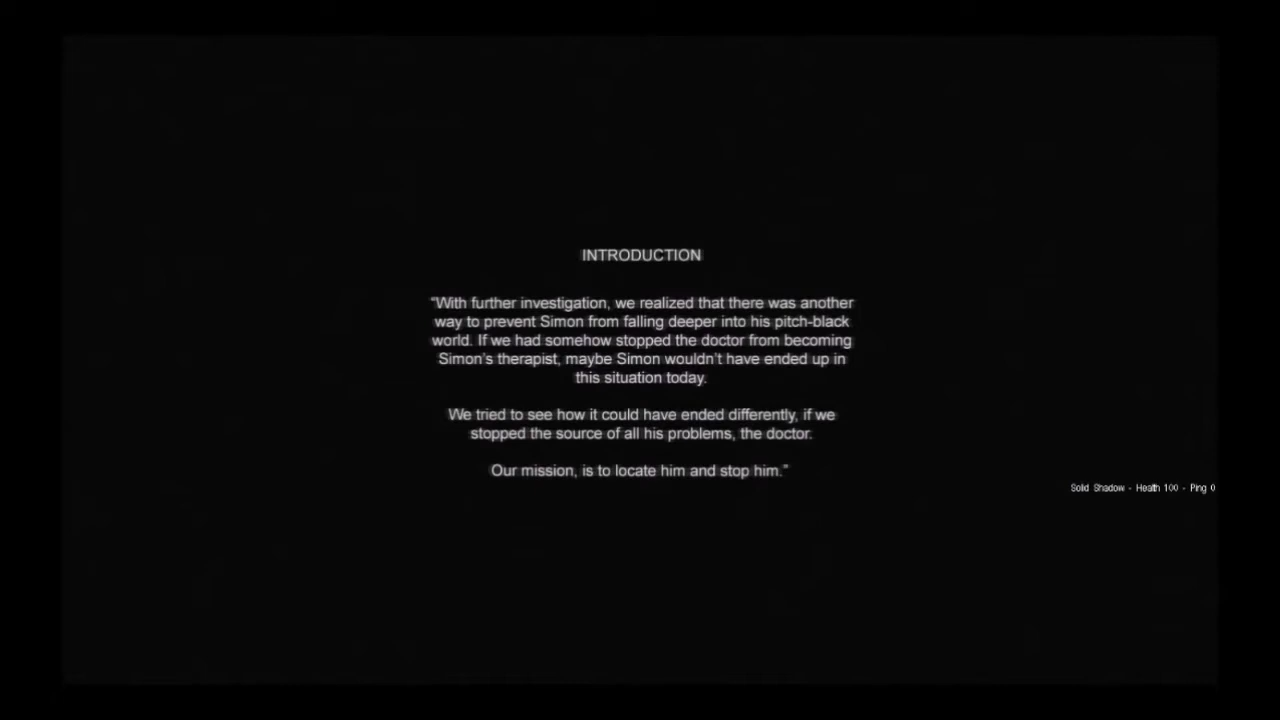 INTRODUCTION
“With further investigation, we realized that there was another
way to prevent Simon from falling deeper into his pitch-black
world. If we had somehow stopped the doctor from becoming
Simon’s therapist, maybe Simon wouldn’t have ended up in
this situation today.
We tried to see how it could have ended differently, if we
stopped the source of all his problems, the doctor.
Our mission, is to locate him and stop him.”
Solid Shadow - Health 100 - Ping 0